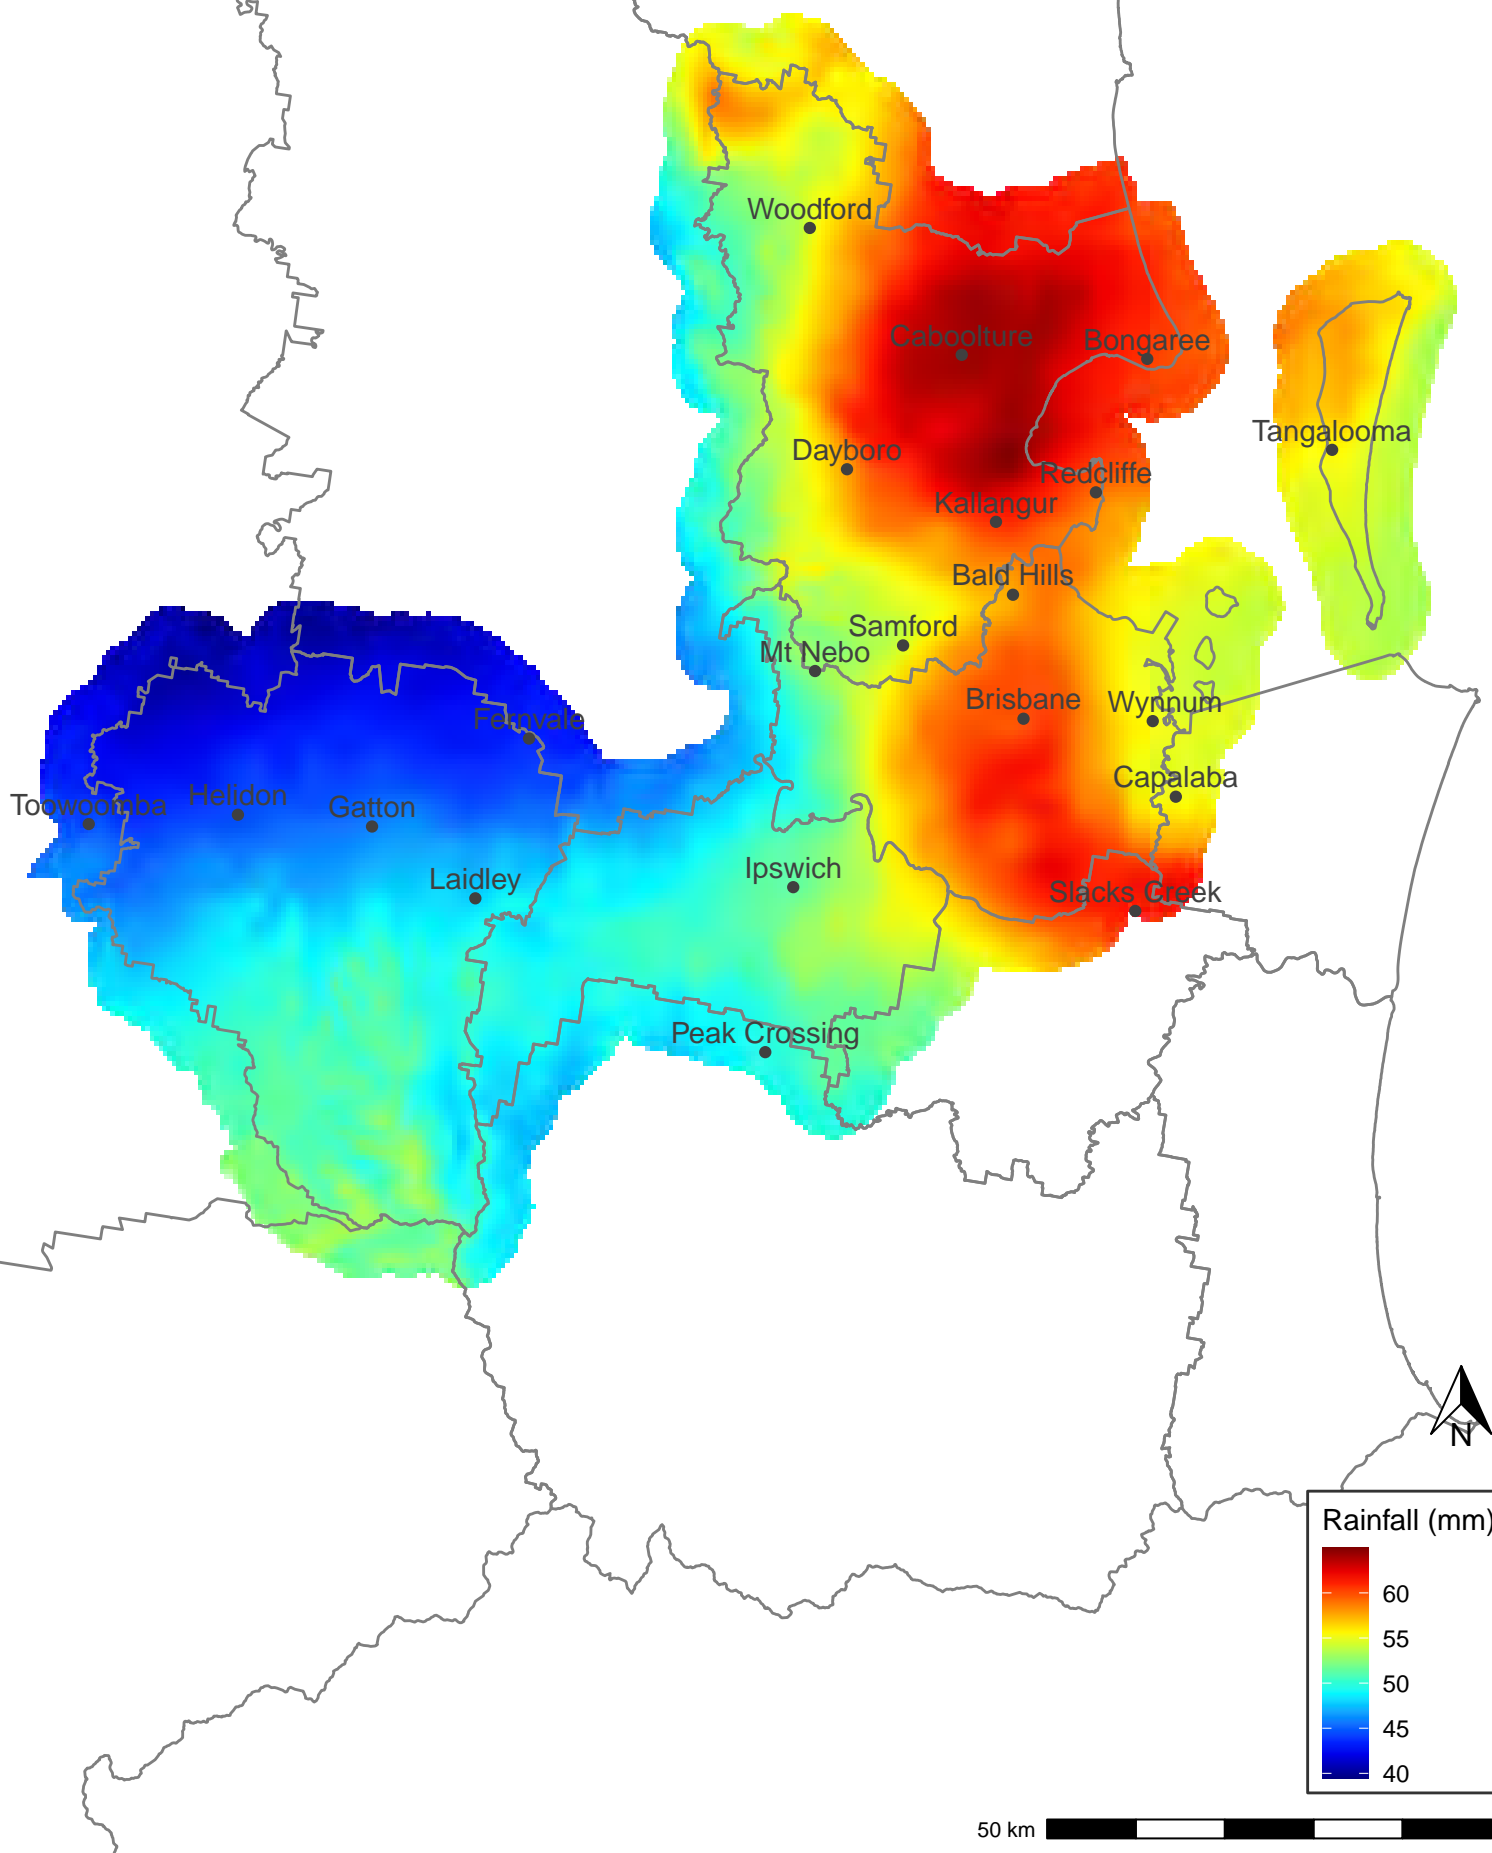 Woodford
Caboolture
Bongaree
Tangalooma
Dayboro
Redcliffe
Kallangur
Bald Hills
Samford
Mt Nebo
Brisbane
Wynnum
Fernvale
Capalaba
Toowoomba
Helidon
Gatton
Ipswich
Laidley
Slacks Creek
Peak Crossing
N
Rainfall (mm)
60
55
50
45
40
50 km